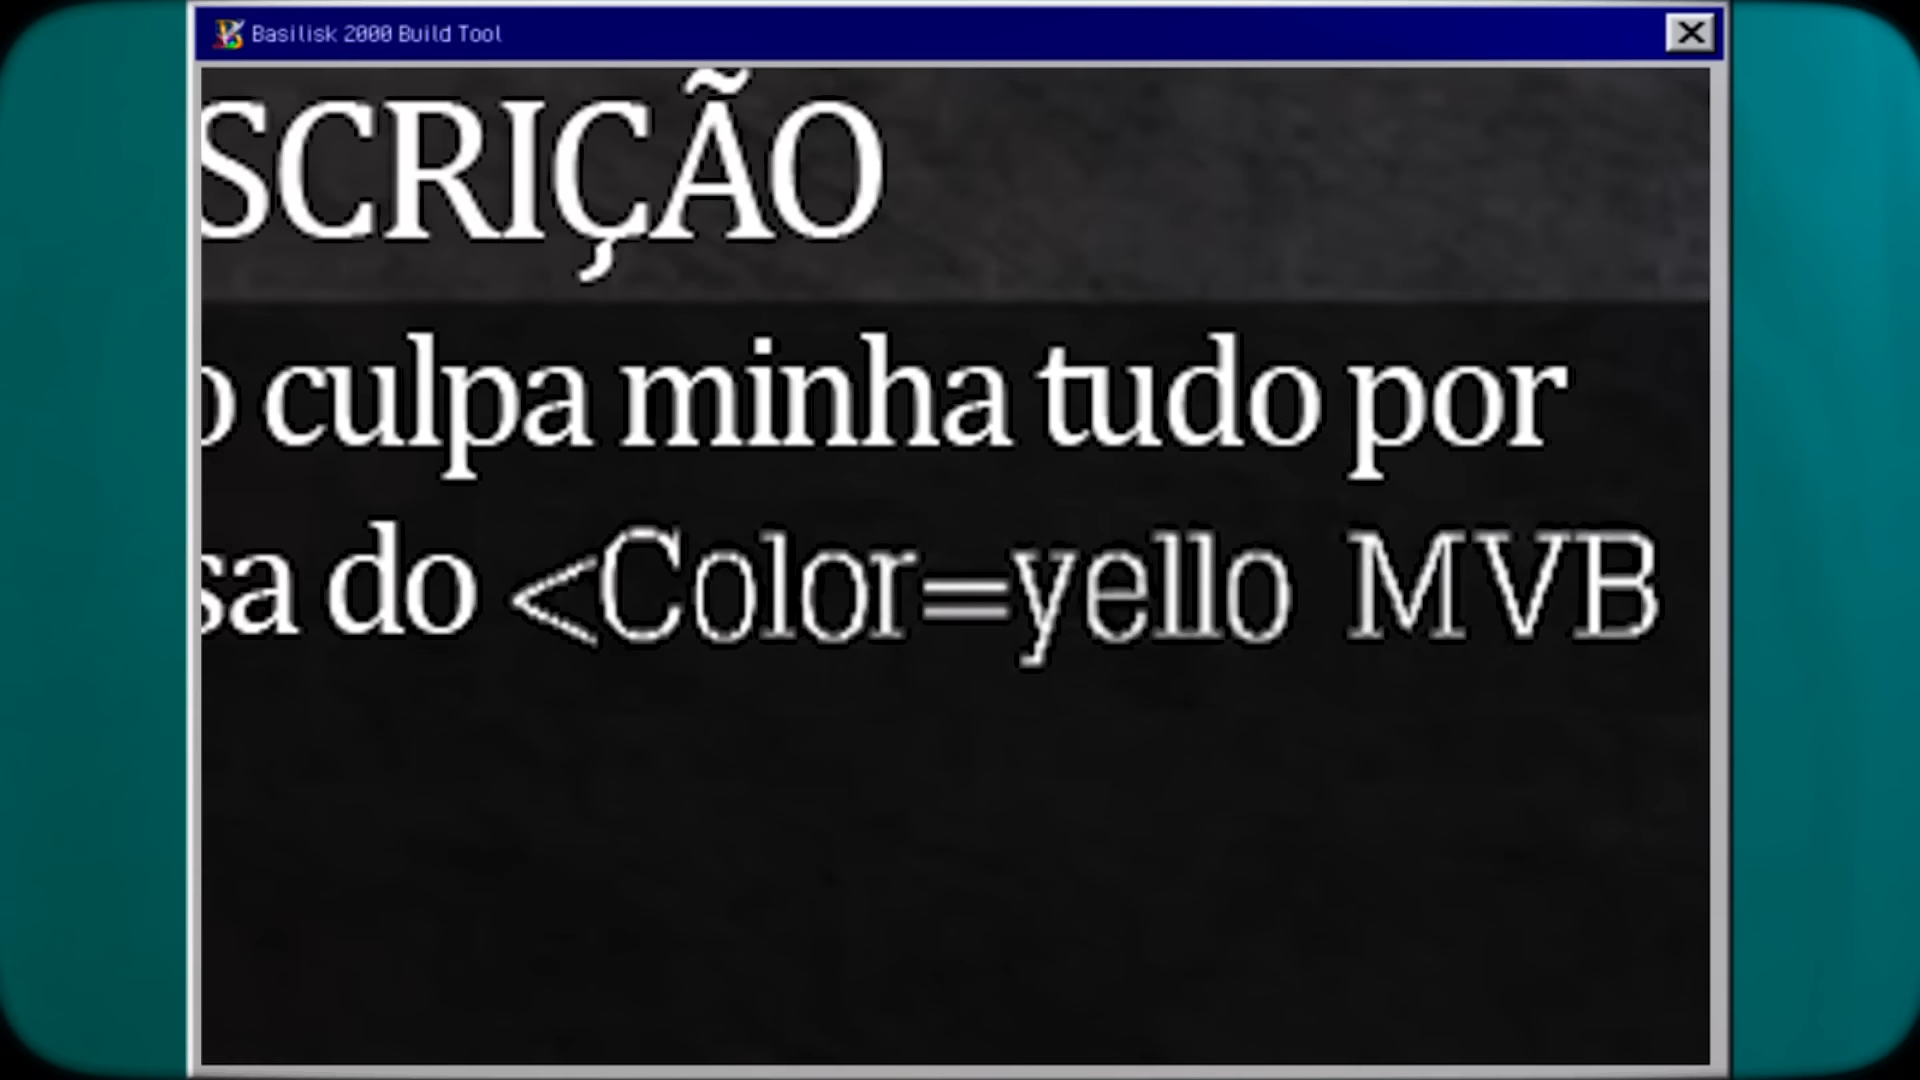 Basilisk 2000 Build Tool
SCRIÇÃO
o culpa minha tudo por
sa do <Color=yello MVB